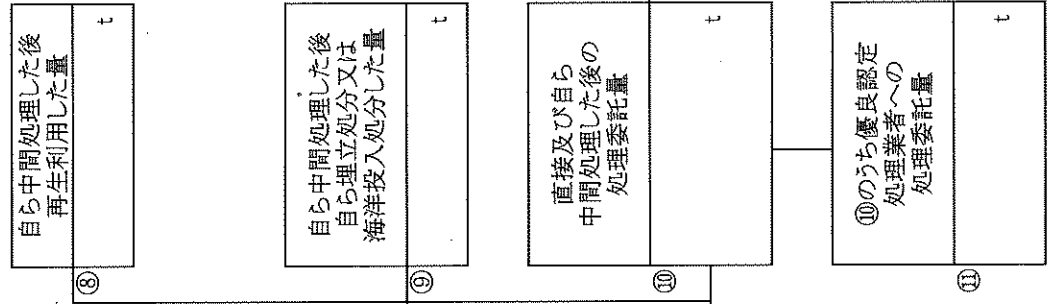 ⑧
自ら中間処理した後
再生利用した量
t
⑨
自ら中間処理した後
自ら埋立処分又は
海洋投入処分した量
t
⑩
直接及び自ら
中間処理した後の
処理委託量
⑪
⑩のうち優良認定
処理業者への
処理委託量
t